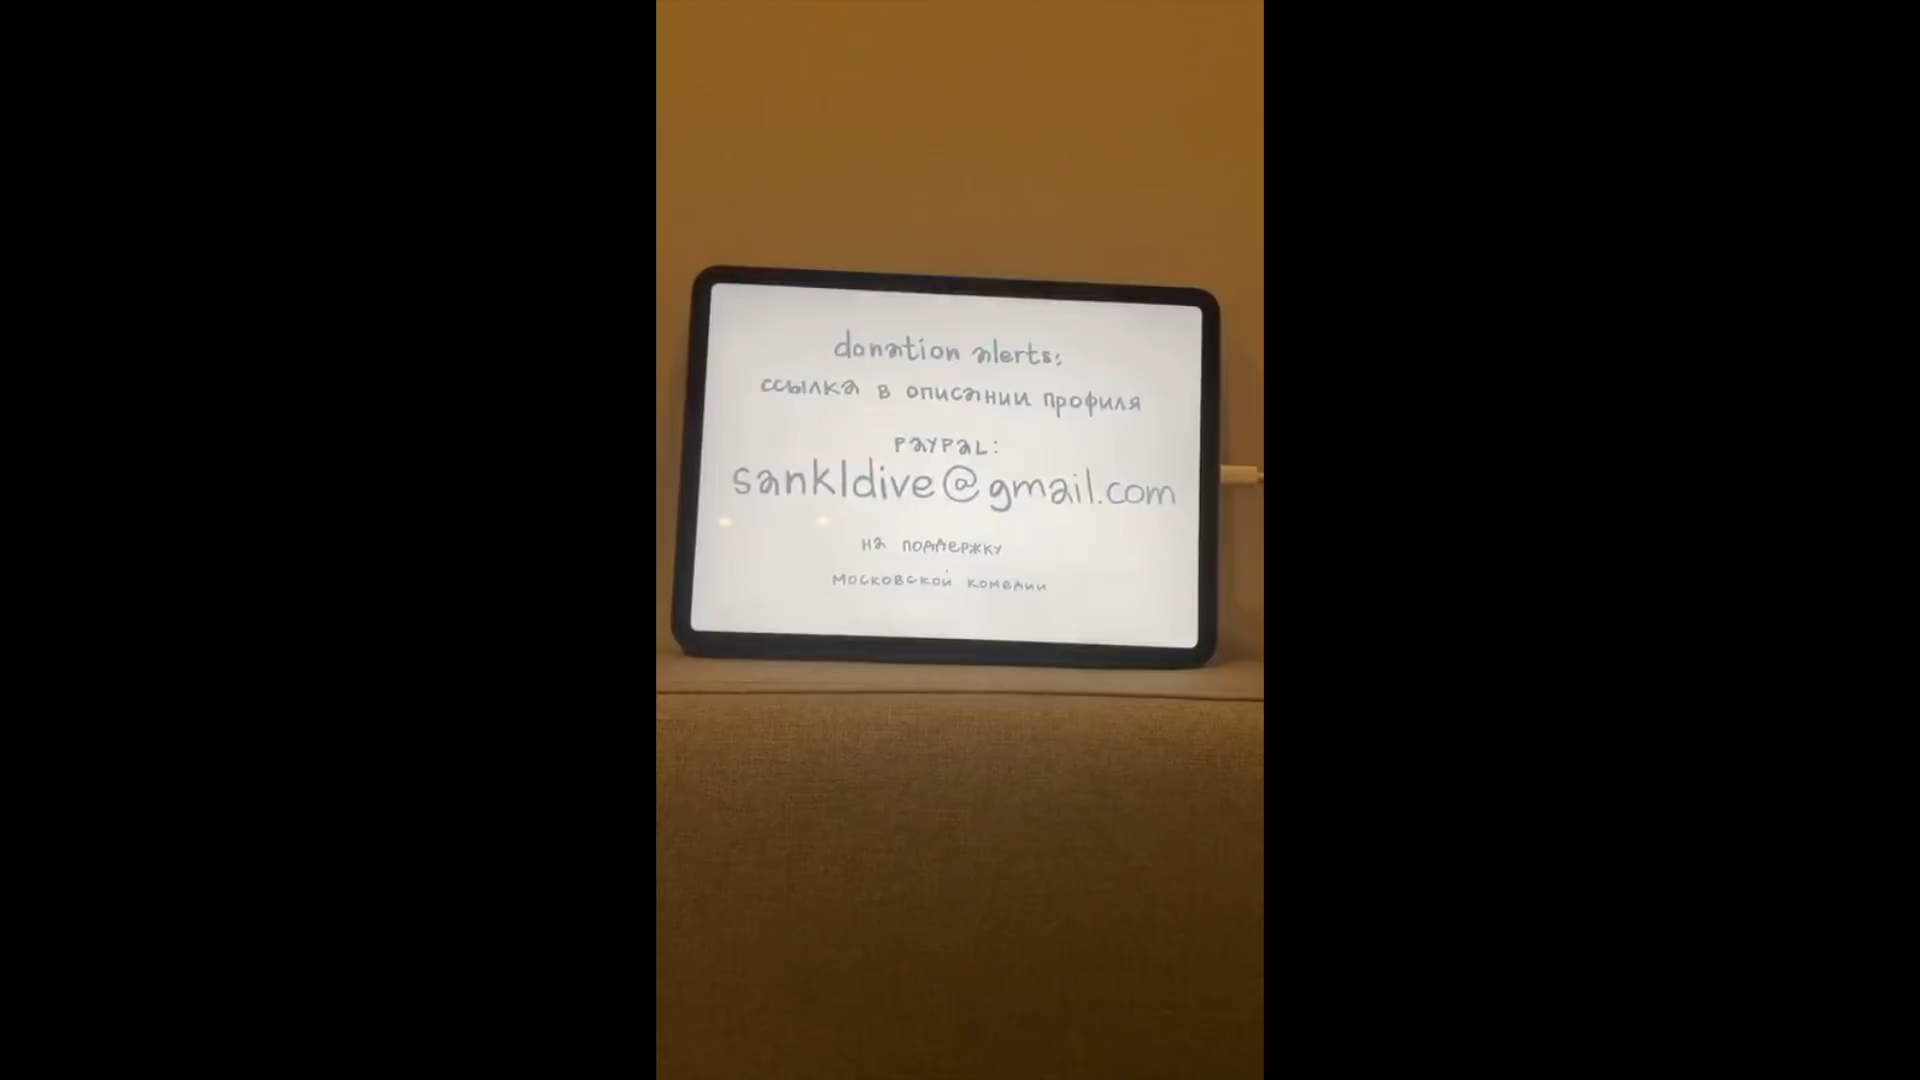 donation alerts:
ссылка в описании профиля
PAYPAL:
sankldive@gmail.com
на поддержку
московской комедии